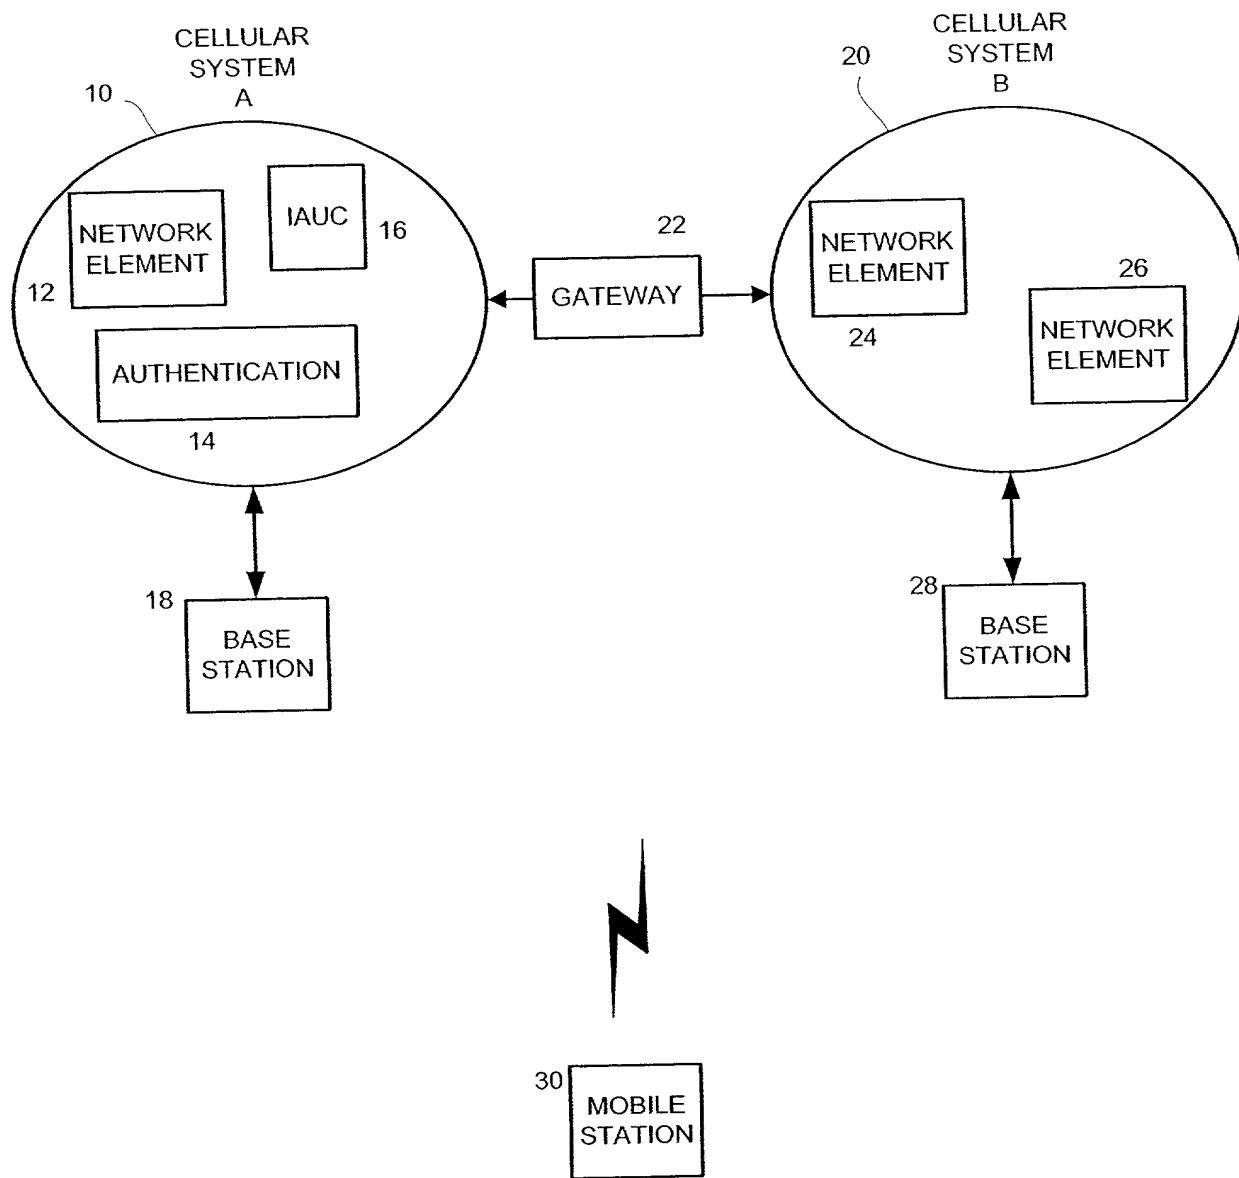 CELLULAR
SYSTEM
A
10
CELLULAR
SYSTEM
B
20
NETWORK
ELEMENT
12
IAUC
16
AUTHENTICATION
14
22
GATEWAY
NETWORK
ELEMENT
24
26
NETWORK
ELEMENT
18
BASE
STATION
28
BASE
STATION
30
MOBILE
STATION